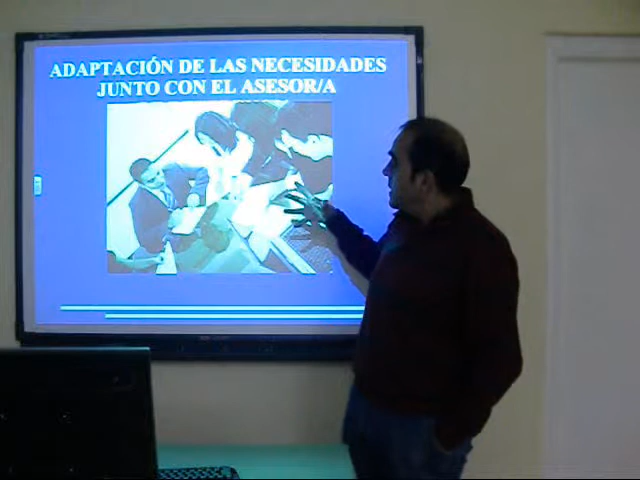 ADAPTACIÓN DE LAS NECESIDADES
JUNTO CON EL ASESOR/A